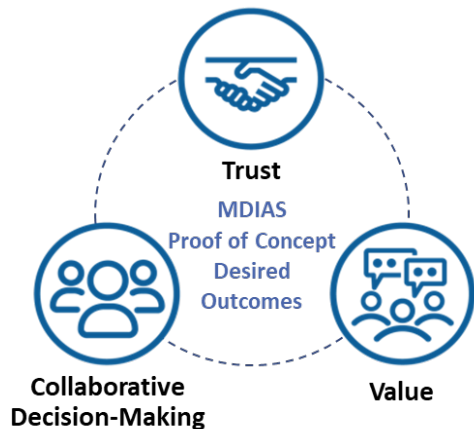 Trust
MDIAS
Proof of Concept
Desired
Outcomes
Collaborative
Decision-Making
Value